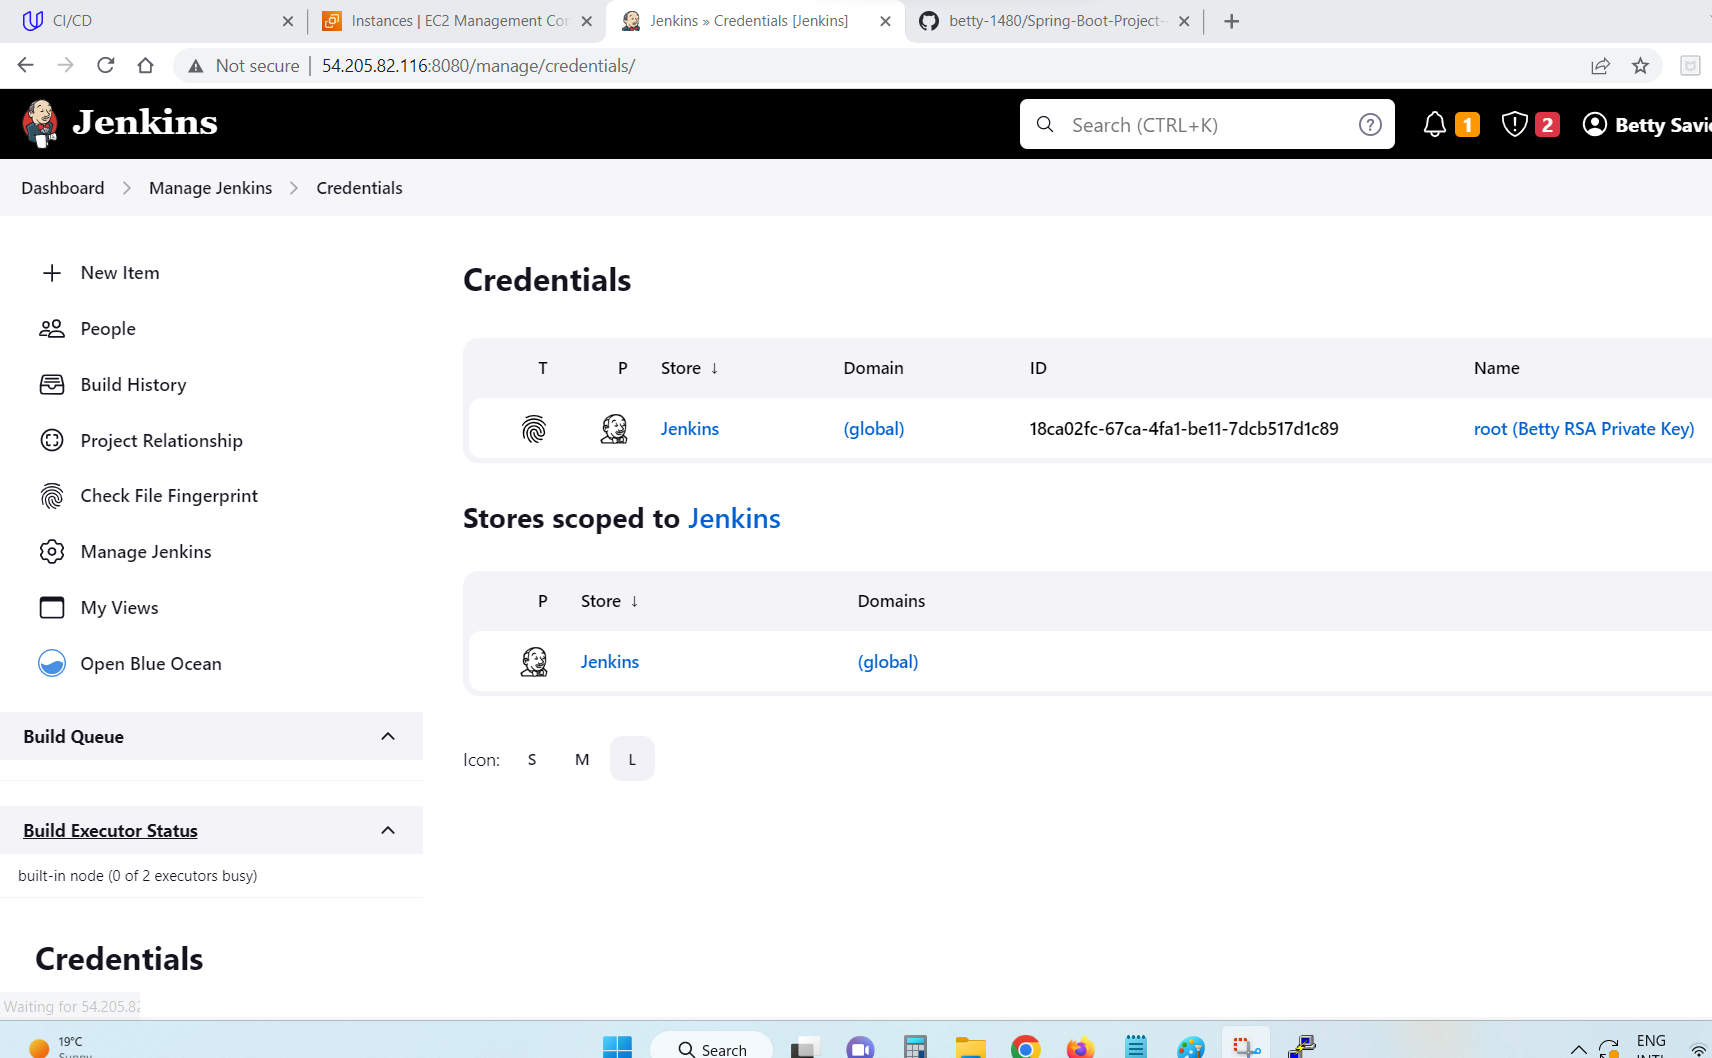 CI/CD
Instances | EC2 Management Con
Jenkins » Credentials [Jenkins]
betty-1480/Spring-Boot-Project-
Not secure | 54.205.82.116:8080/manage/credentials/
Jenkins
Search (CTRL+K)
1
2
Betty Savi
Dashboard
Manage Jenkins
Credentials
New Item
People
Build History
Project Relationship
Check File Fingerprint
Manage Jenkins
My Views
Open Blue Ocean
Build Queue
Build Executor Status
built-in node (0 of 2 executors busy)
Credentials
T P Store ↓ Domain ID Name
Jenkins (global) 18ca02fc-67ca-4fa1-be11-7dcb517d1c89 root (Betty RSA Private Key)
Stores scoped to Jenkins
P Store ↓ Domains
Jenkins (global)
Icon: S M L
Credentials
Waiting for 54.205.82
19°C
Sunny
Search
ENG
INTL